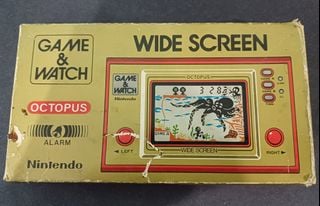 GAME
&
WATCH
WIDE SCREEN
OCTOPUS
ALARM
Nintendo
GAME
&
WATCH
Nintendo
OCTOPUS
◄ LEFT
WIDE SCREEN
RIGHT ►